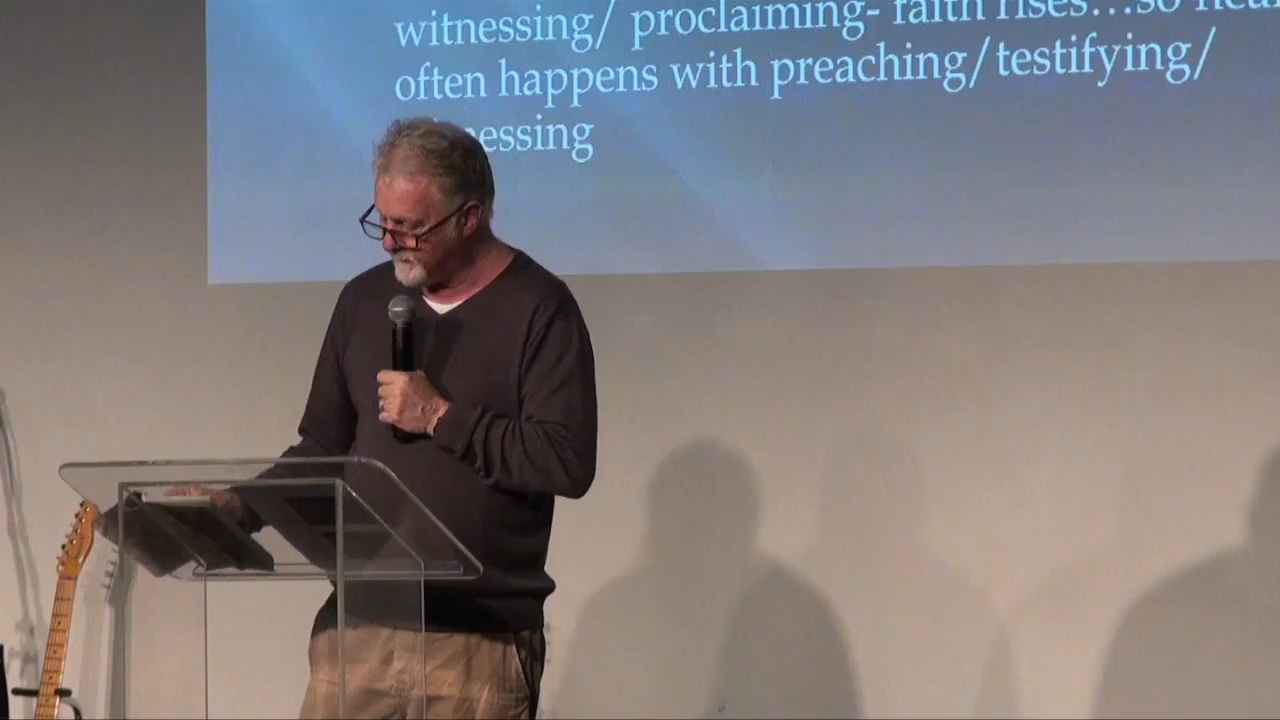 witnessing/ proclaiming- faith rises...so
often happens with preaching/testifying/
essing